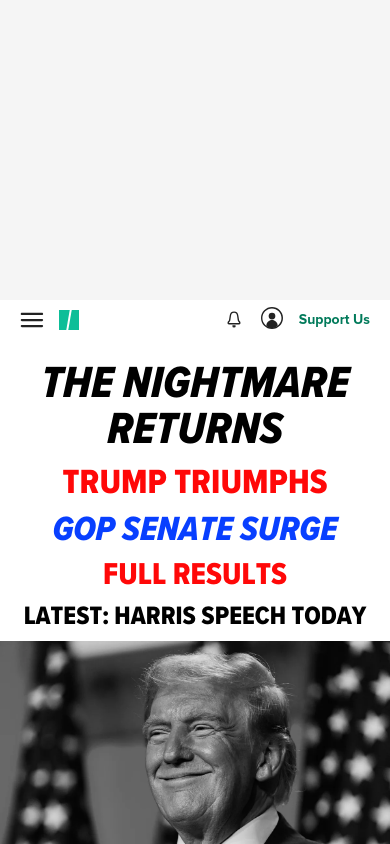 Support Us
THE NIGHTMARE
RETURNS
TRUMP TRIUMPHS
GOP SENATE SURGE
FULL RESULTS
LATEST: HARRIS SPEECH TODAY